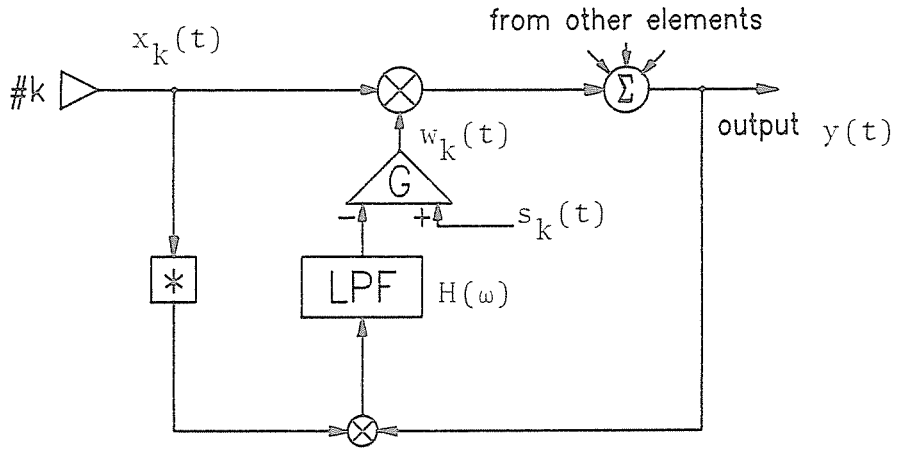 from other elements
x_k(t)
#k
Σ
output y(t)
w_k(t)
G
− +
s_k(t)
*
LPF H(ω)